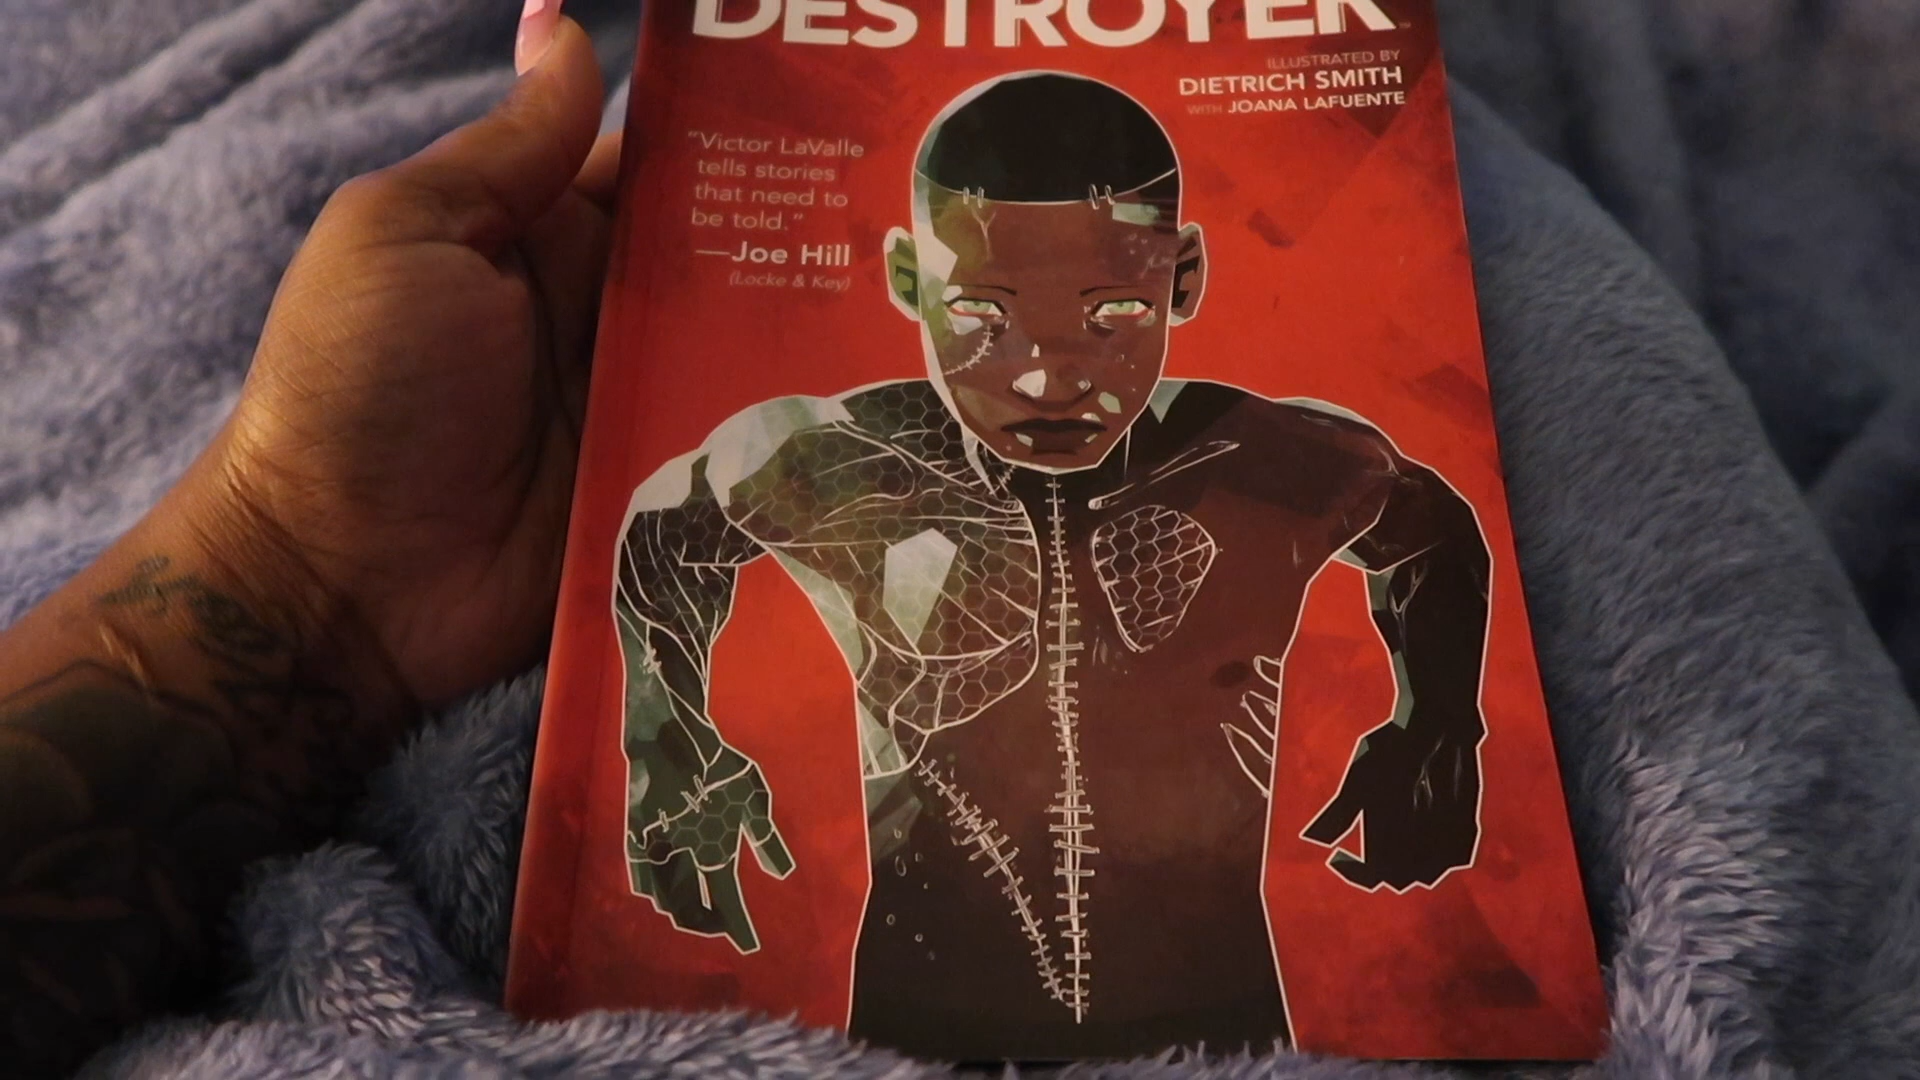 DESTROYER
ILLUSTRATED BY
DIETRICH SMITH
WITH JOANA LAFUENTE
"Victor LaValle
tells stories
that need to
be told."
—Joe Hill
(Locke & Key)